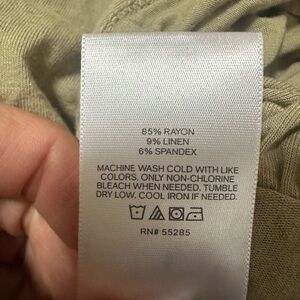 85% RAYON
9% LINEN
6% SPANDEX
MACHINE WASH COLD WITH LIKE
COLORS. ONLY NON-CHLORINE
BLEACH WHEN NEEDED. TUMBLE
DRY LOW. COOL IRON IF NEEDED.
RN# 55285